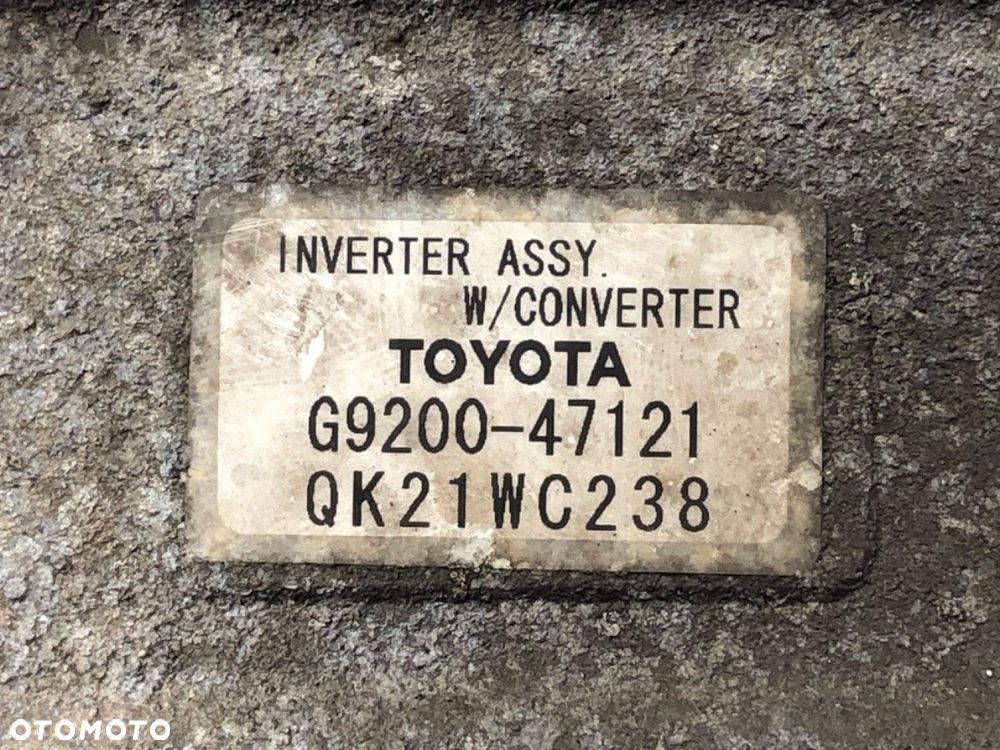 INVERTER ASSY.
W/CONVERTER
TOYOTA
G9200-47121
QK21WC238
OTOMOTO